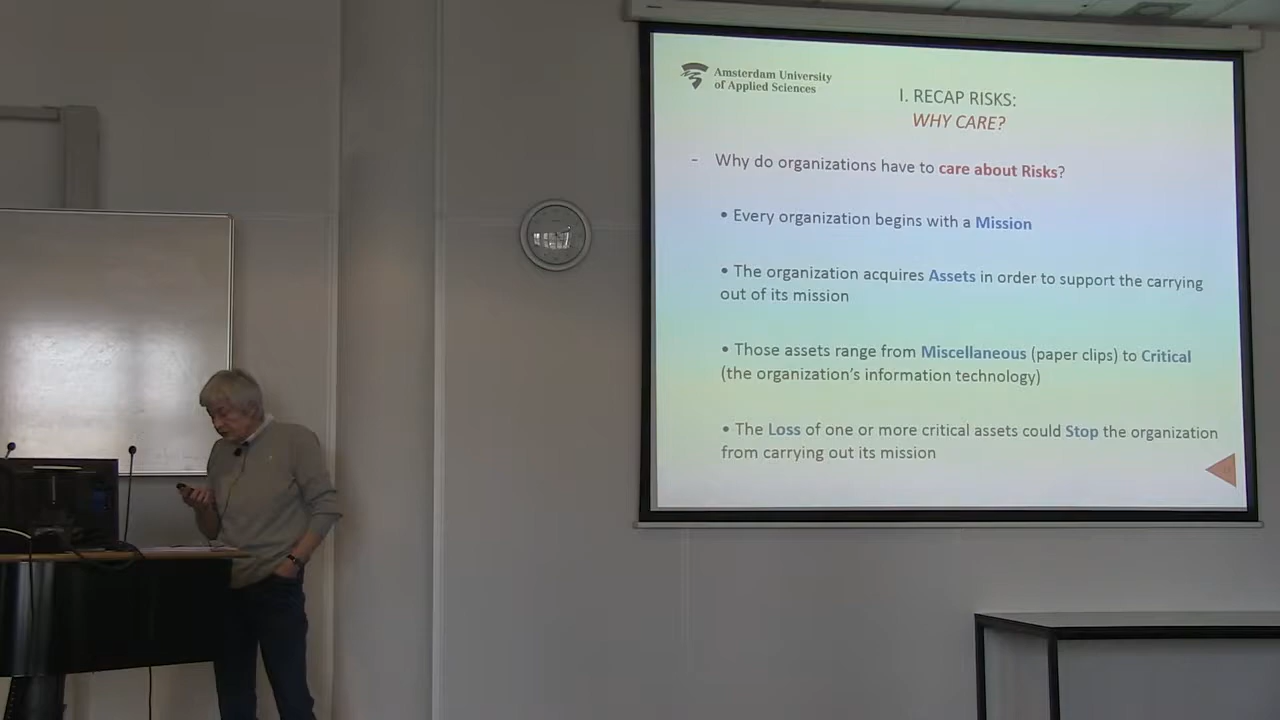 Amsterdam University
of Applied Sciences
I. RECAP RISKS:
WHY CARE?
- Why do organizations have to care about Risks?
• Every organization begins with a Mission
• The organization acquires Assets in order to support the carrying
out of its mission
• Those assets range from Miscellaneous (paper clips) to Critical
(the organization's information technology)
• The Loss of one or more critical assets could Stop the organization
from carrying out its mission